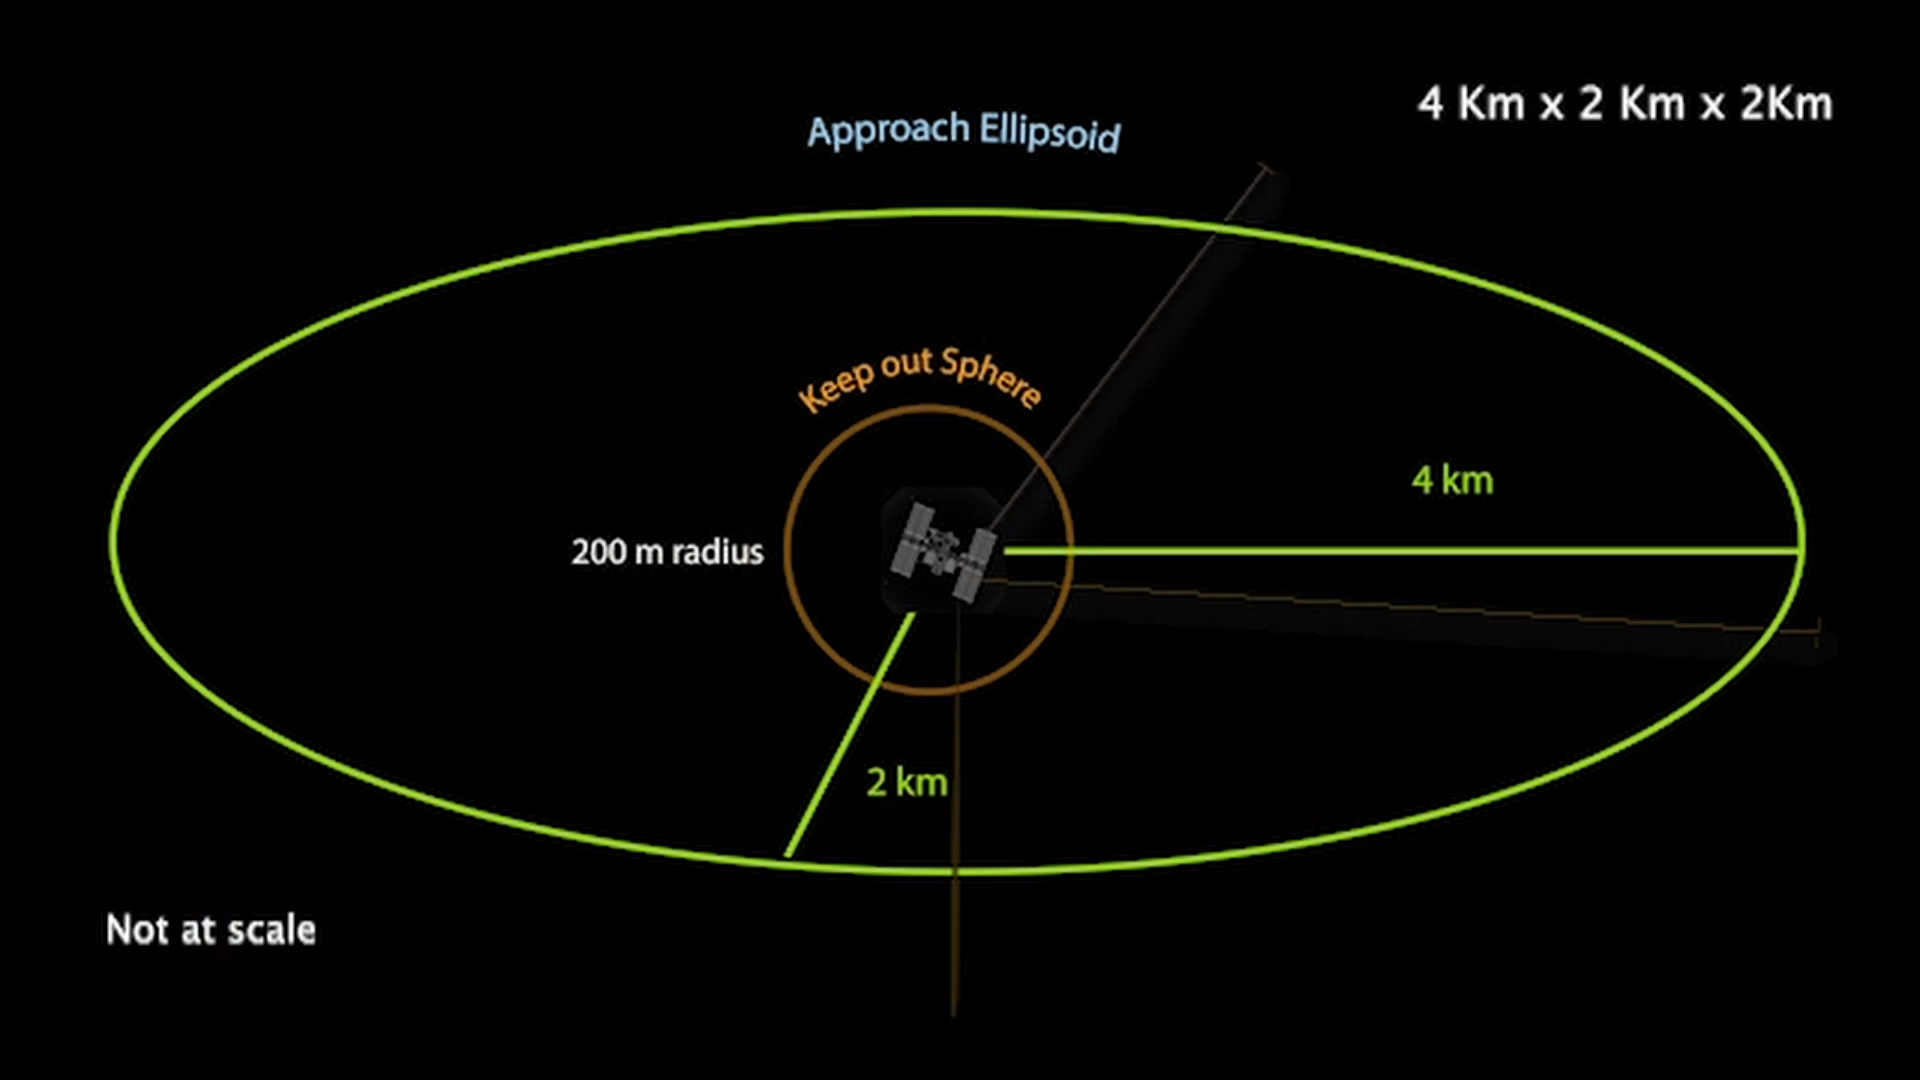 Approach Ellipsoid
4 Km x 2 Km x 2Km
Keep out Sphere
4 km
200 m radius
2 km
Not at scale